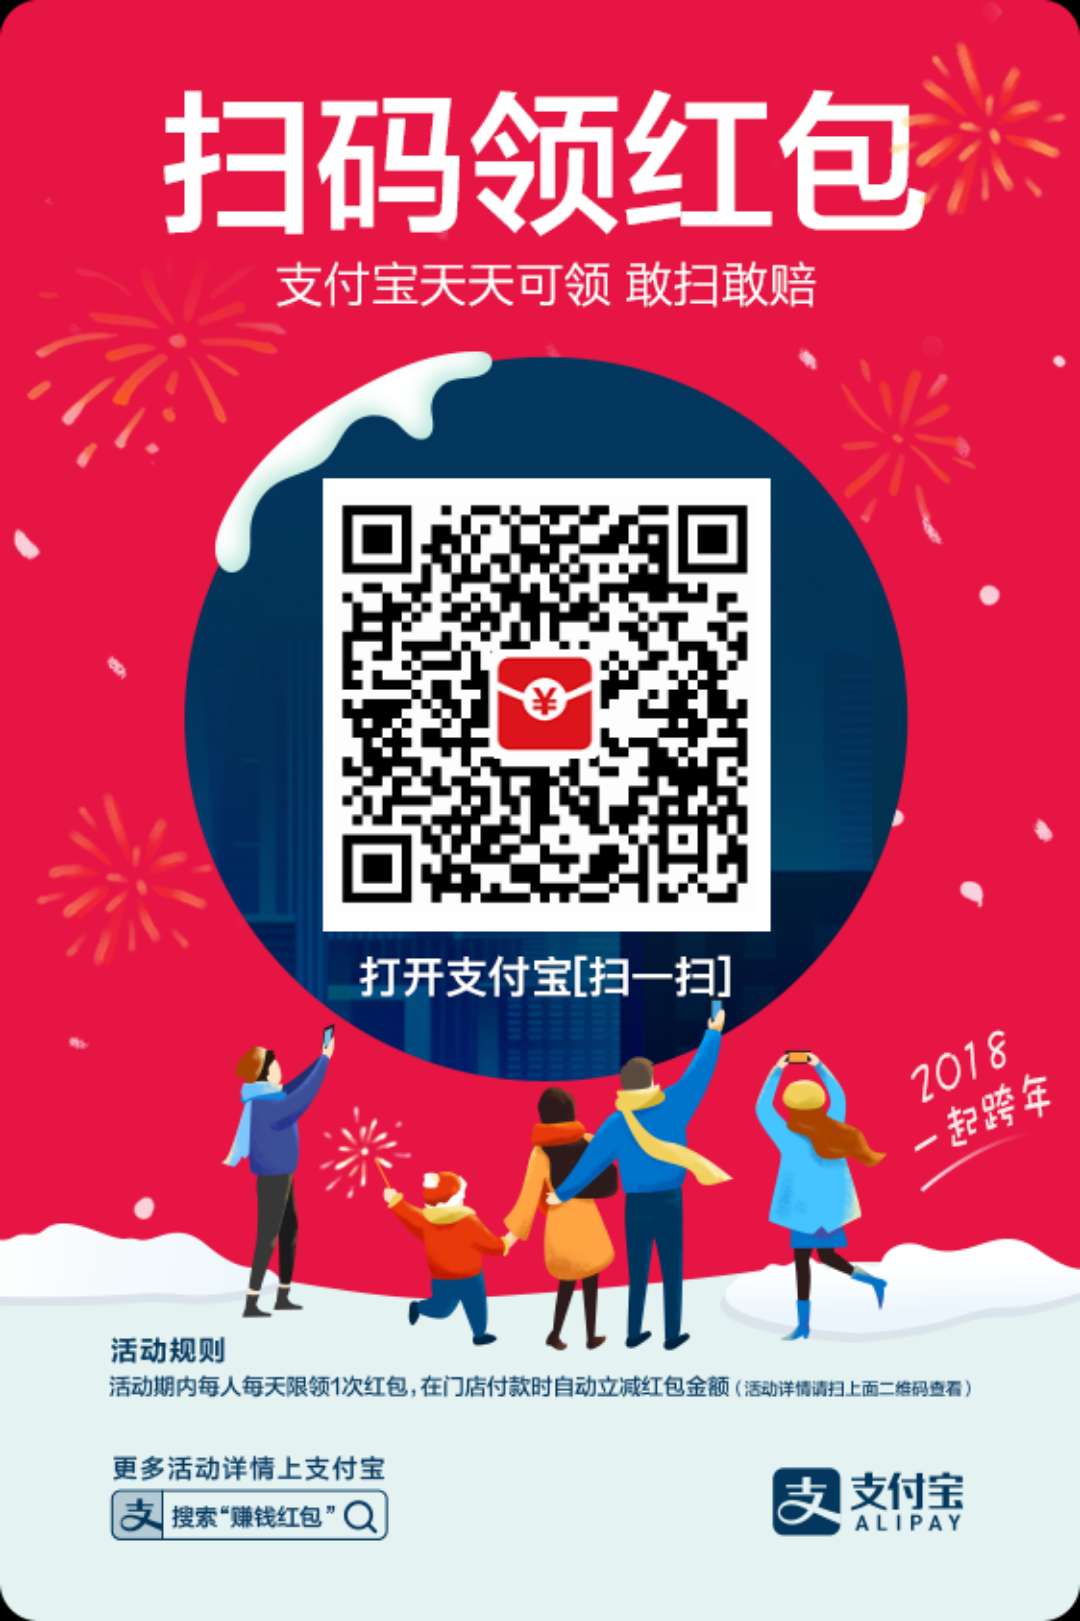 扫码领红包
支付宝天天可领 敢扫敢赔
¥
打开支付宝[扫一扫]
2018
一起跨年
活动规则
活动期内每人每天限领1次红包，在门店付款时自动立减红包金额（活动详情请扫上面二维码查看）
更多活动详情上支付宝
支 搜索“赚钱红包”
支 支付宝
ALIPAY